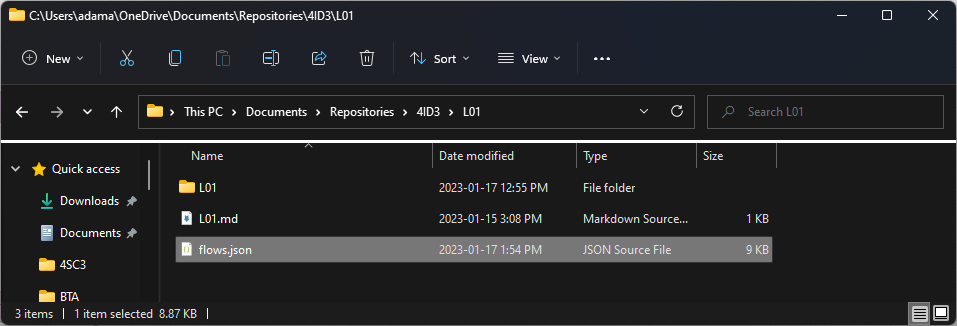 C:\Users\adama\OneDrive\Documents\Repositories\4ID3\L01
New Sort View
This PC Documents Repositories 4ID3 L01 Search L01
Name Date modified Type Size
Quick access
Downloads
Documents
4SC3
BTA
L01 2023-01-17 12:55 PM File folder
L01.md 2023-01-15 3:08 PM Markdown Source... 1 KB
flows.json 2023-01-17 1:54 PM JSON Source File 9 KB
3 items 1 item selected 8.87 KB